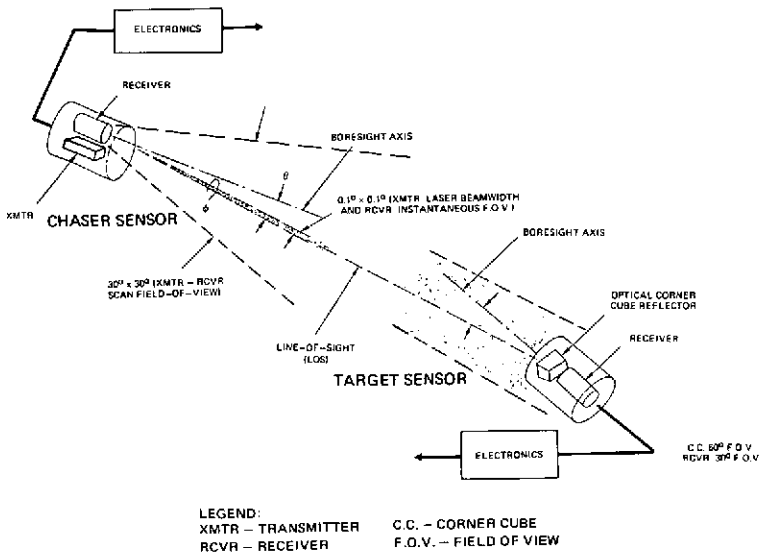 ELECTRONICS
RECEIVER
BORESIGHT AXIS
θ
0.1° x 0.1° (XMTR LASER BEAMWIDTH
AND RCVR INSTANTANEOUS F.O.V.)
XMTR
CHASER SENSOR
Φ
BORESIGHT AXIS
30° x 30° (XMTR – RCVR
SCAN FIELD-OF-VIEW)
OPTICAL CORNER
CUBE REFLECTOR
RECEIVER
LINE-OF-SIGHT
(LOS)
TARGET SENSOR
ELECTRONICS
C.C. 60° F.O.V.
RCVR 30° F.O.V.
LEGEND:
XMTR – TRANSMITTER C.C. – CORNER CUBE
RCVR – RECEIVER F.O.V. – FIELD OF VIEW